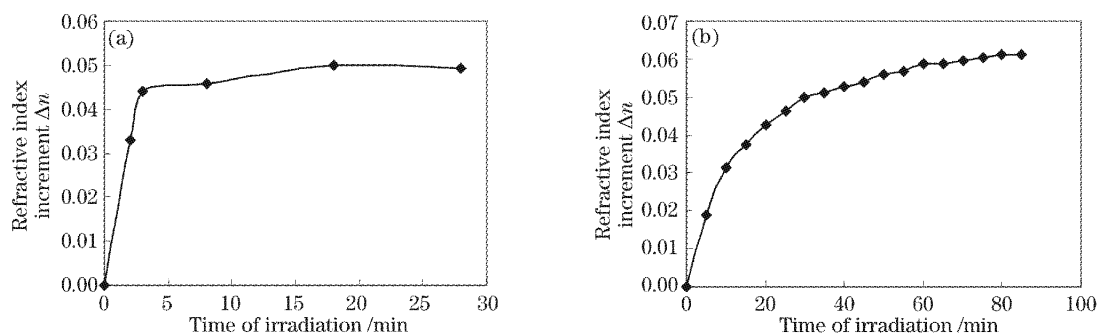 (a)
Refractive index
increment Δn
0.06
0.05
0.04
0.03
0.02
0.01
0.00
0 5 10 15 20 25 30
Time of irradiation /min
(b)
Refractive index
increment Δn
0.07
0.06
0.05
0.04
0.03
0.02
0.01
0.00
0 20 40 60 80 100
Time of irradiation /min